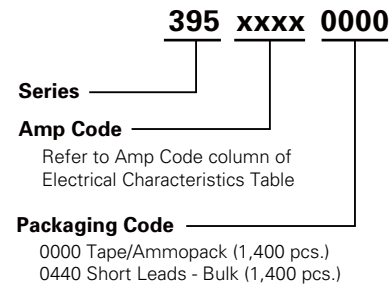 395 xxxx 0000
Series
Amp Code
Refer to Amp Code column of
Electrical Characteristics Table
Packaging Code
0000 Tape/Ammopack (1,400 pcs.)
0440 Short Leads - Bulk (1,400 pcs.)